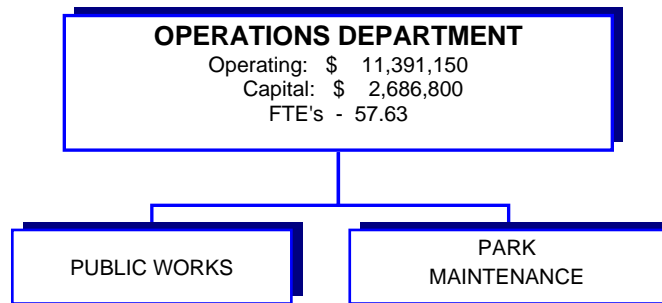 OPERATIONS DEPARTMENT
Operating: $ 11,391,150
Capital: $ 2,686,800
FTE's - 57.63
PUBLIC WORKS
PARK
MAINTENANCE